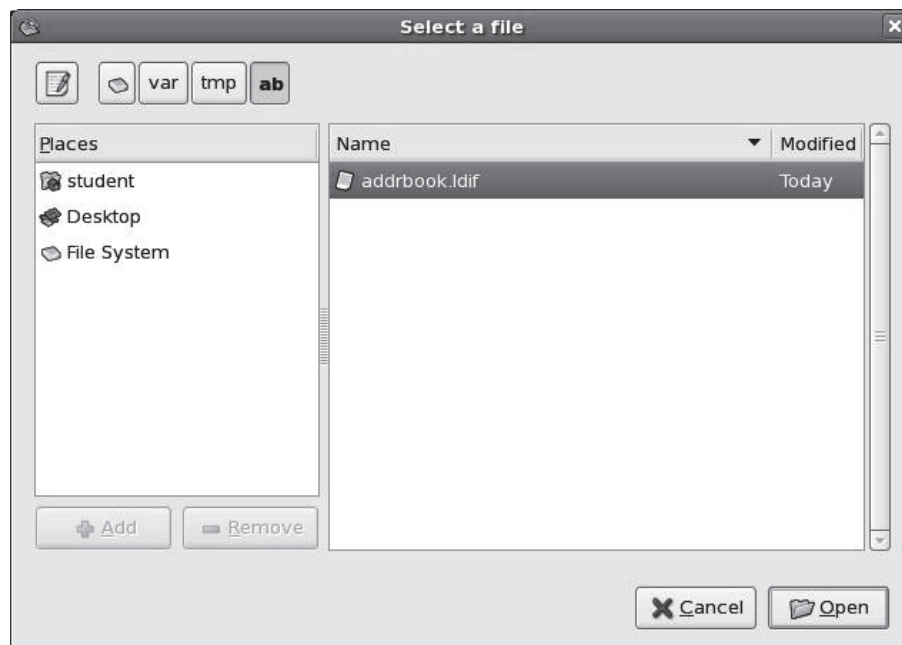 Select a file
var tmp ab
Places
student
Desktop
File System
Add Remove
Name Modified
addrbook.ldif Today
Cancel Open